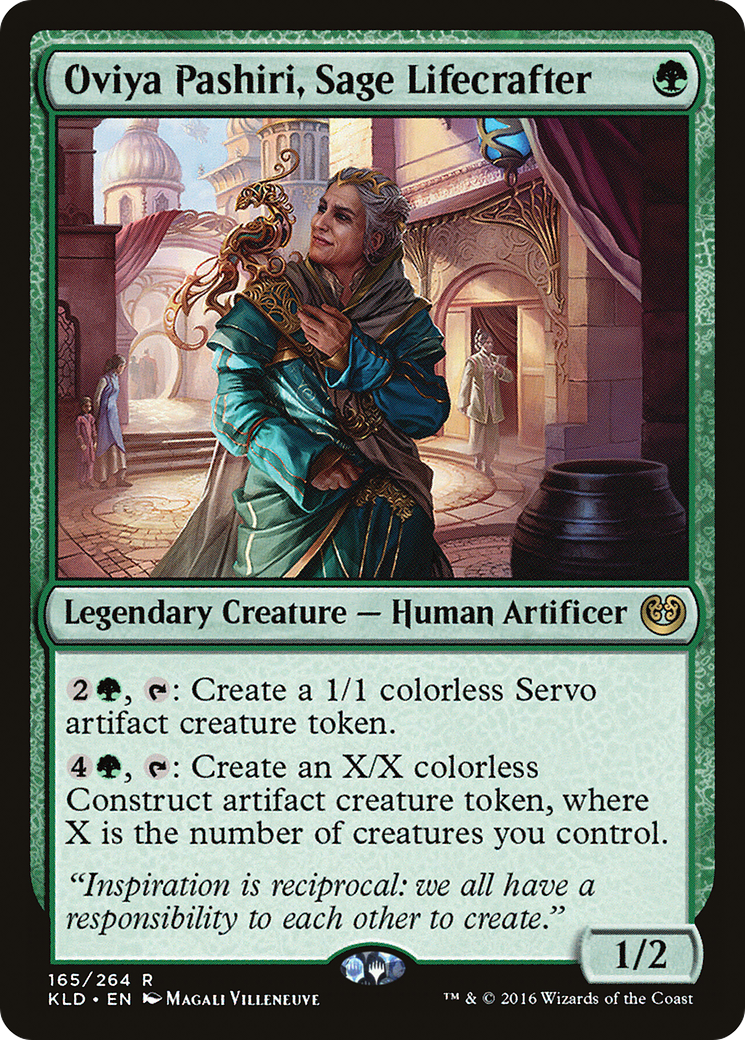 Oviya Pashiri, Sage Lifecrafter
Legendary Creature — Human Artificer
2, : Create a 1/1 colorless Servo
artifact creature token.
4, : Create an X/X colorless
Construct artifact creature token, where
X is the number of creatures you control.
“Inspiration is reciprocal: we all have a
responsibility to each other to create.”
1/2
165/264 R
KLD • EN Magali Villeneuve
™ & © 2016 Wizards of the Coast